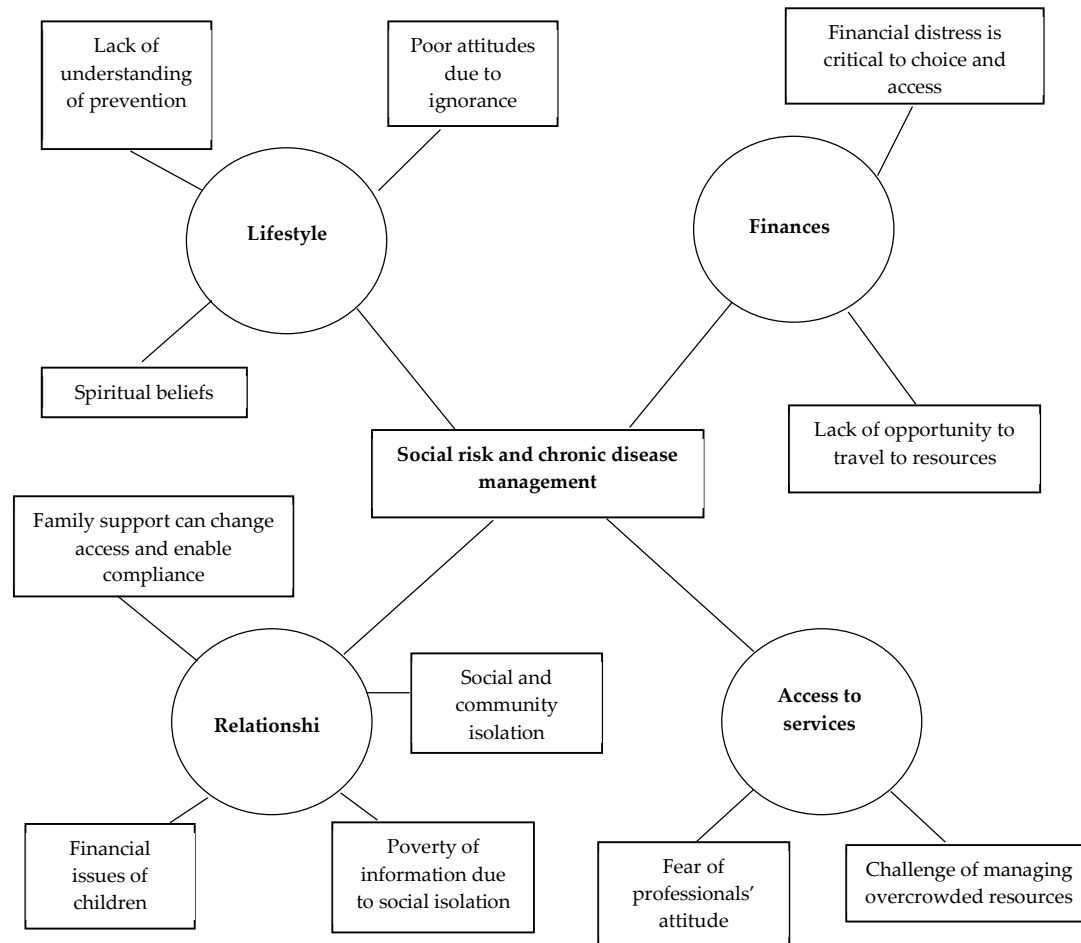 Lack of
understanding
of prevention
Poor attitudes
due to
ignorance
Financial distress is
critical to choice and
access
Lifestyle
Finances
Spiritual beliefs
Lack of opportunity to
travel to resources
Social risk and chronic disease
management
Family support can change
access and enable
compliance
Social and
community
isolation
Relationshi
Access to
services
Financial
issues of
children
Poverty of
information due
to social isolation
Fear of
professionals’
attitude
Challenge of managing
overcrowded resources